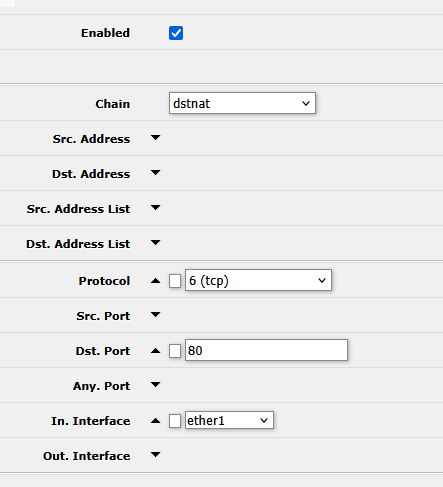 Enabled
Chain dstnat
Src. Address
Dst. Address
Src. Address List
Dst. Address List
Protocol 6 (tcp)
Src. Port
Dst. Port 80
Any. Port
In. Interface ether1
Out. Interface